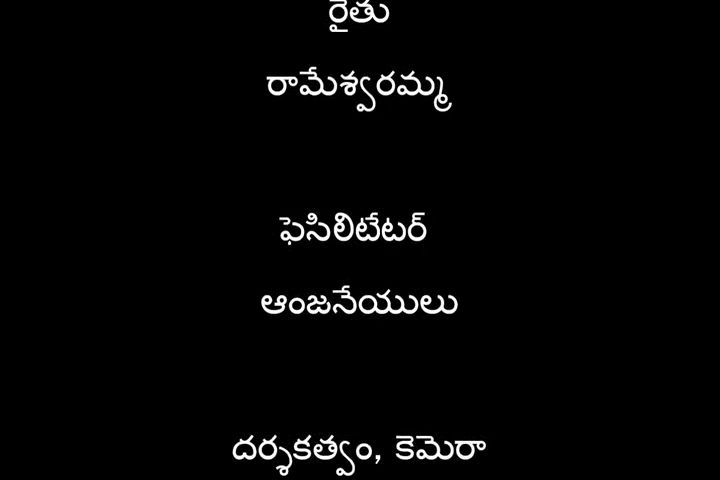 రైతు
రామేశ్వరమ్మ
ఫెసిలిటేటర్
ఆంజనేయులు
దర్శకత్వం, కెమెరా